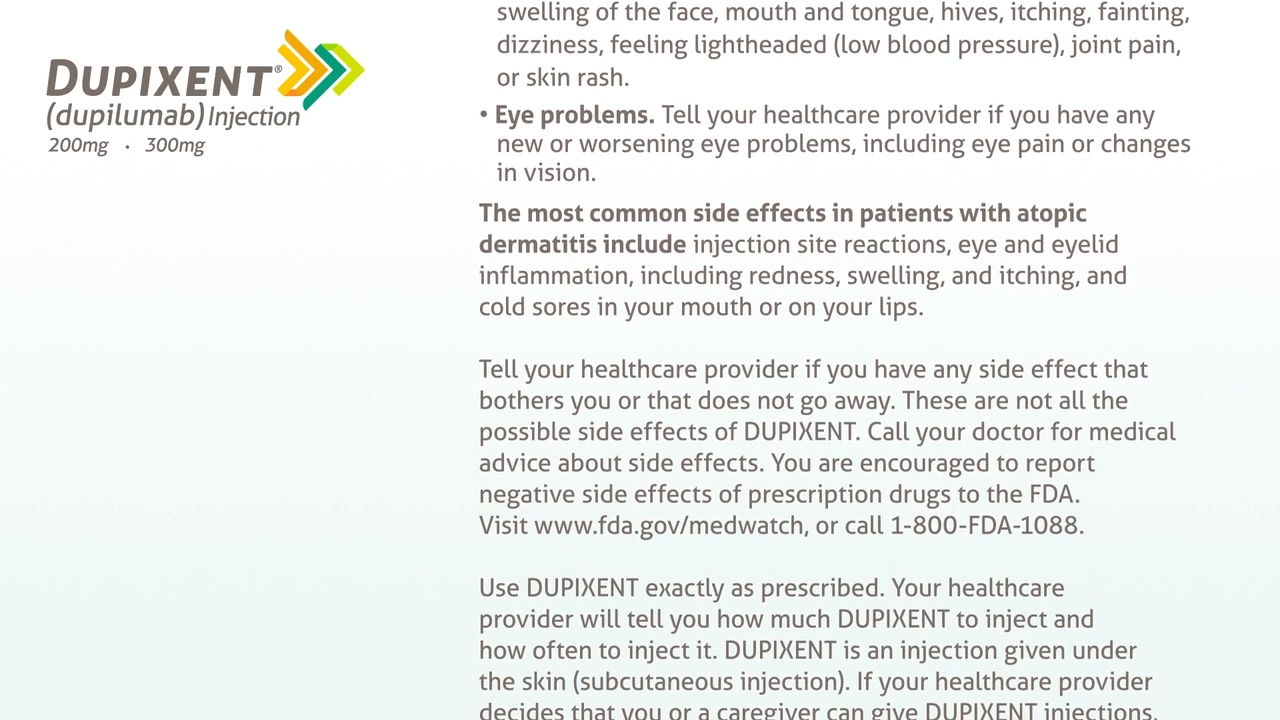 DUPIXENT®
(dupilumab) Injection
200mg · 300mg
swelling of the face, mouth and tongue, hives, itching, fainting,
dizziness, feeling lightheaded (low blood pressure), joint pain,
or skin rash.
• Eye problems. Tell your healthcare provider if you have any
new or worsening eye problems, including eye pain or changes
in vision.
The most common side effects in patients with atopic
dermatitis include injection site reactions, eye and eyelid
inflammation, including redness, swelling, and itching, and
cold sores in your mouth or on your lips.
Tell your healthcare provider if you have any side effect that
bothers you or that does not go away. These are not all the
possible side effects of DUPIXENT. Call your doctor for medical
advice about side effects. You are encouraged to report
negative side effects of prescription drugs to the FDA.
Visit www.fda.gov/medwatch, or call 1-800-FDA-1088.
Use DUPIXENT exactly as prescribed. Your healthcare
provider will tell you how much DUPIXENT to inject and
how often to inject it. DUPIXENT is an injection given under
the skin (subcutaneous injection). If your healthcare provider
decides that you or a caregiver can give DUPIXENT injections,